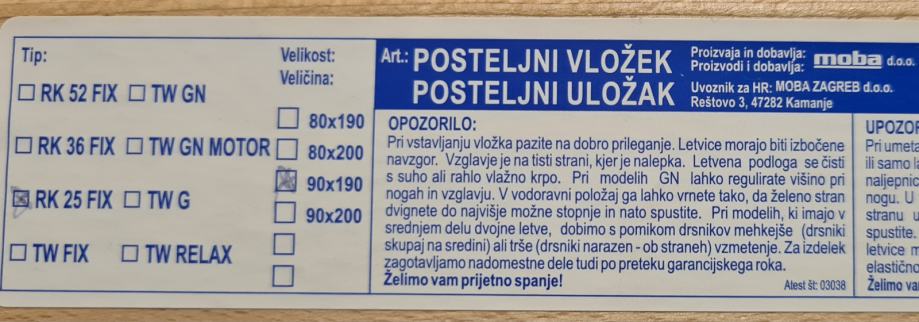 Tip:
RK 52 FIX TW GN
RK 36 FIX TW GN MOTOR
RK 25 FIX TW G
TW FIX TW RELAX
Velikost:
Veličina:
80x190
80x200
90x190
90x200
Art.: POSTELJNI VLOŽEK
POSTELJNI ULOŽAK
Proizvaja in dobavlja:
Proizvodi i dobavlja: moba d.o.o.
Uvoznik za HR: MOBA ZAGREB d.o.o.
Reštovo 3, 47282 Kamanje
OPOZORILO:
Pri vstavljanju vložka pazite na dobro prileganje. Letvice morajo biti izbočene
navzgor. Vzglavje je na tisti strani, kjer je nalepka. Letvena podloga se čisti
s suho ali rahlo vlažno krpo. Pri modelih GN lahko regulirate višino pri
nogah in vzglavju. V vodoravni položaj ga lahko vrnete tako, da želeno stran
dvignete do najvišje možne stopnje in nato spustite. Pri modelih, ki imajo v
srednjem delu dvojne letve, dobimo s pomikom drsnikov mehkejše (drsniki
skupaj na sredini) ali trše (drsniki narazen - ob straneh) vzmetenje. Za izdelek
zagotavljamo nadomestne dele tudi po preteku garancijskega roka.
Želimo vam prijetno spanje!
Atest št: 03038
UPOZOR
Pri umeta
ili samo la
naljepnic
nogu. U
stranu u
spustite.
letvice m
elastično
Želimo va